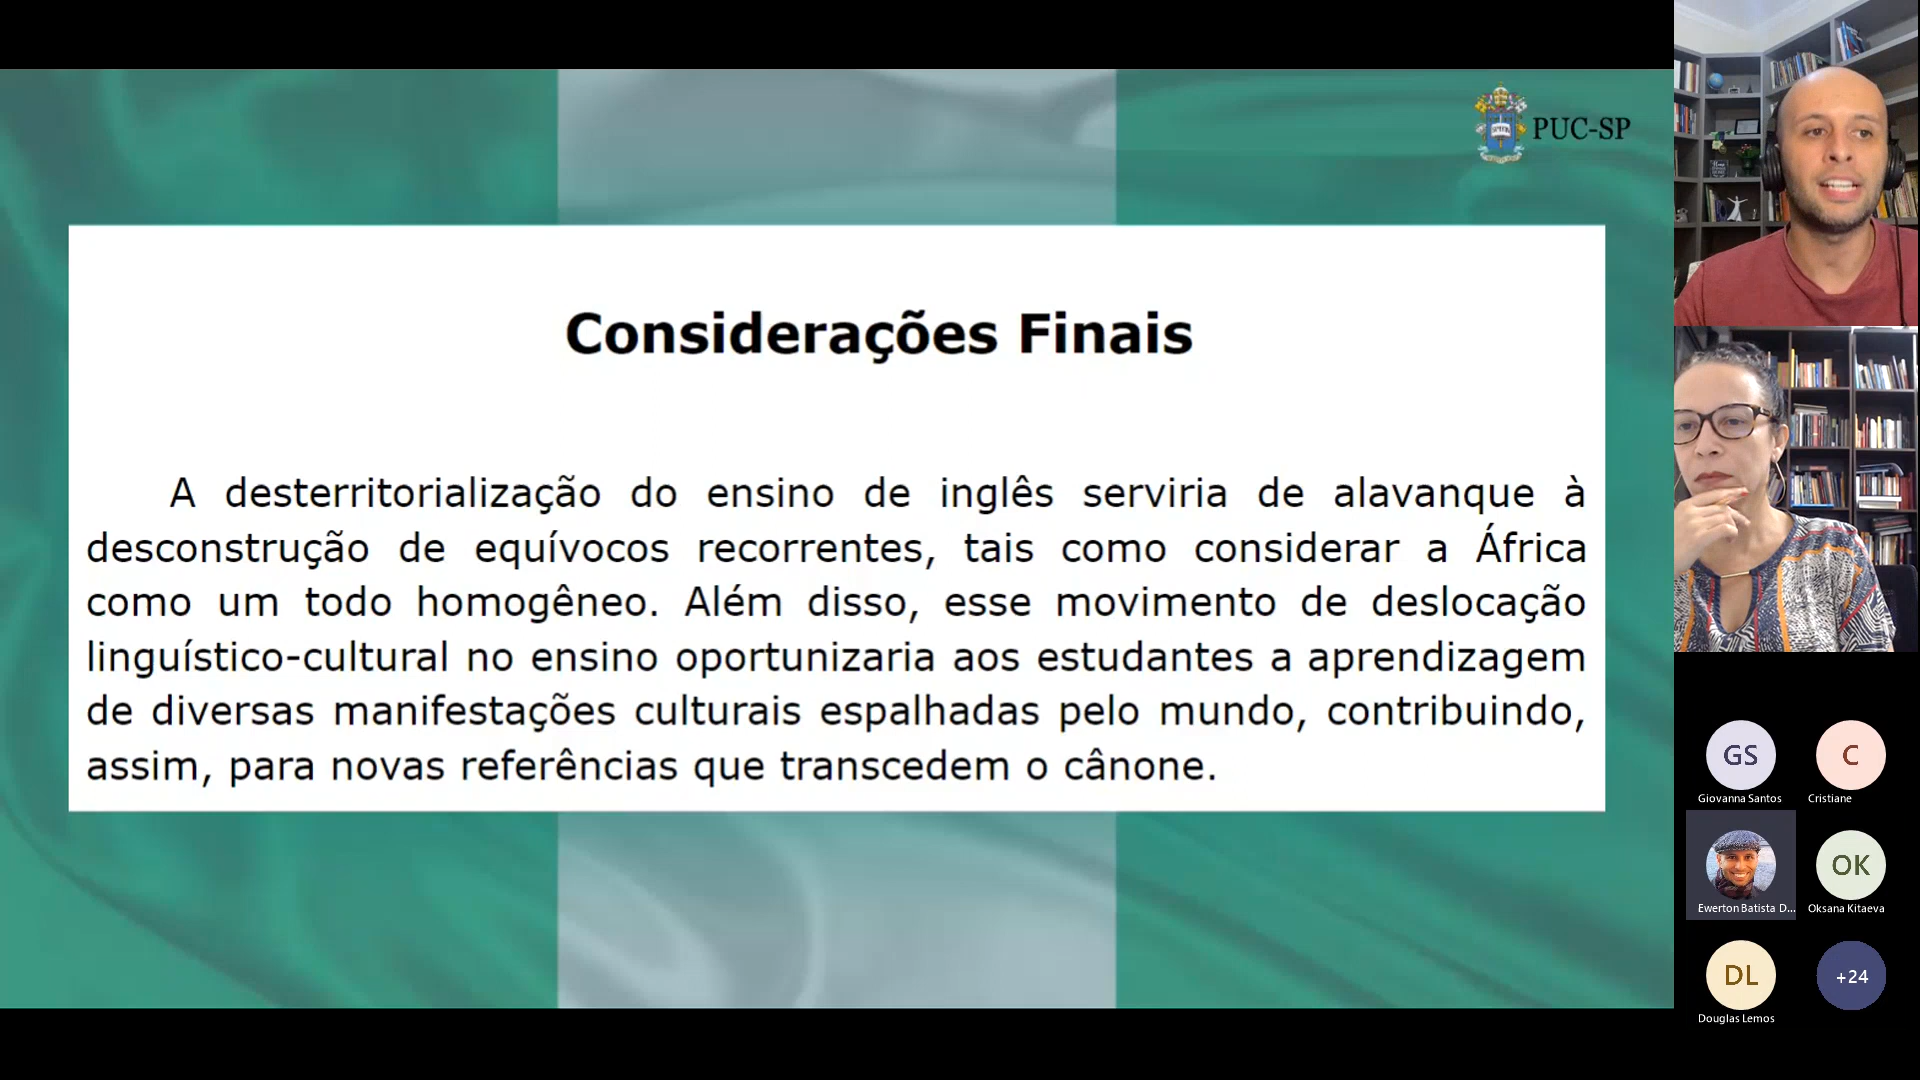 PUC-SP
Considerações Finais
A desterritorialização do ensino de inglês serviria de alavanque à
desconstrução de equívocos recorrentes, tais como considerar a África
como um todo homogêneo. Além disso, esse movimento de deslocação
linguístico-cultural no ensino oportunizaria aos estudantes a aprendizagem
de diversas manifestações culturais espalhadas pelo mundo, contribuindo,
assim, para novas referências que transcedem o cânone.
GS
C
Giovanna Santos
Cristiane
OK
Ewerton Batista D...
Oksana Kitaeva
DL
+24
Douglas Lemos